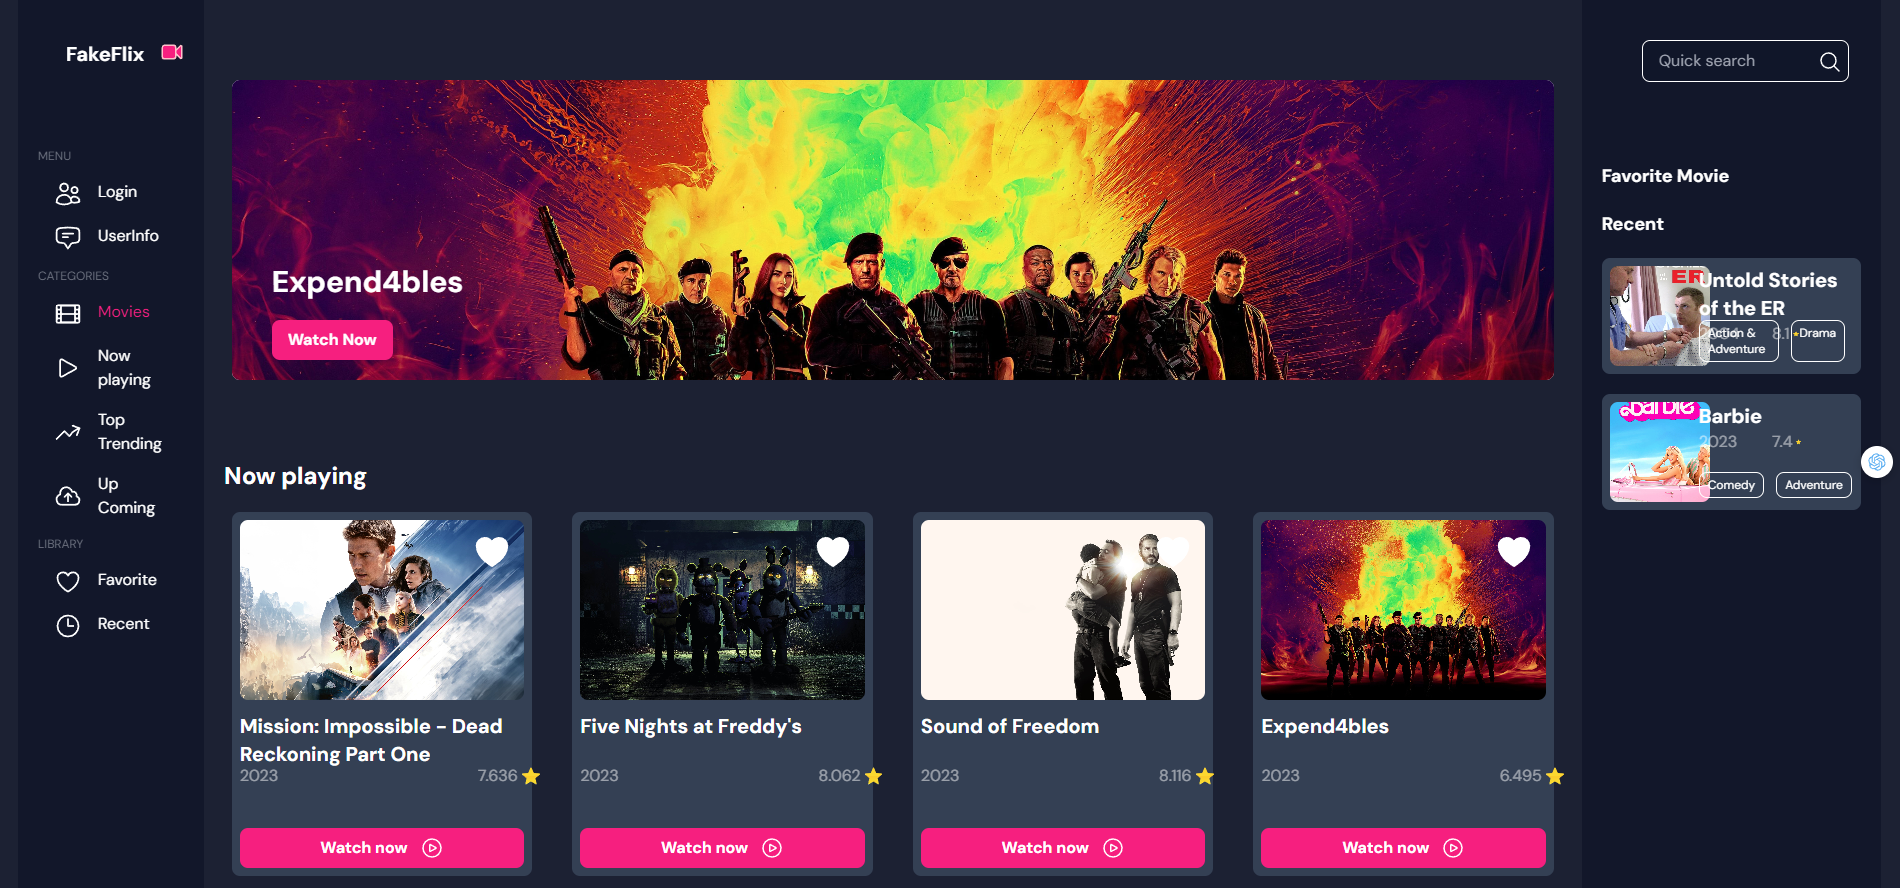 FakeFlix
MENU
Login
UserInfo
CATEGORIES
Movies
Now
playing
Top
Trending
Up
Coming
LIBRARY
Favorite
Recent
Expend4bles
Watch Now
Now playing
Mission: Impossible - Dead
Reckoning Part One
2023 7.636
Watch now
Five Nights at Freddy's
2023 8.062
Watch now
Sound of Freedom
2023 8.116
Watch now
Expend4bles
2023 6.495
Watch now
Quick search
Favorite Movie
Recent
ER
Untold Stories
of the ER
8.1
Action &
Adventure
Drama
Barbie
Barbie
2023 7.4
Comedy Adventure